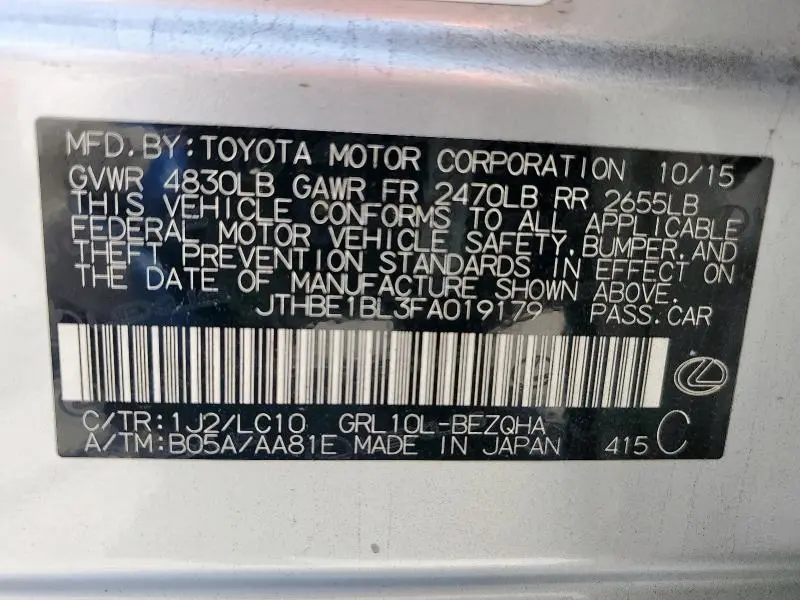 MFD.BY:TOYOTA MOTOR CORPORATION 10/15
GVWR 4830LB GAWR FR 2470LB RR 2655LB
THIS VEHICLE CONFORMS TO ALL APPLICABLE
FEDERAL MOTOR VEHICLE SAFETY,BUMPER,AND
THEFT PREVENTION STANDARDS IN EFFECT ON
THE DATE OF MANUFACTURE SHOWN ABOVE.
JTHBE1BL3FA019179 PASS.CAR
C/TR:1J2/LC10 GRL10L-BEZQHA
A/TM:B05A/AA81E MADE IN JAPAN 415 C